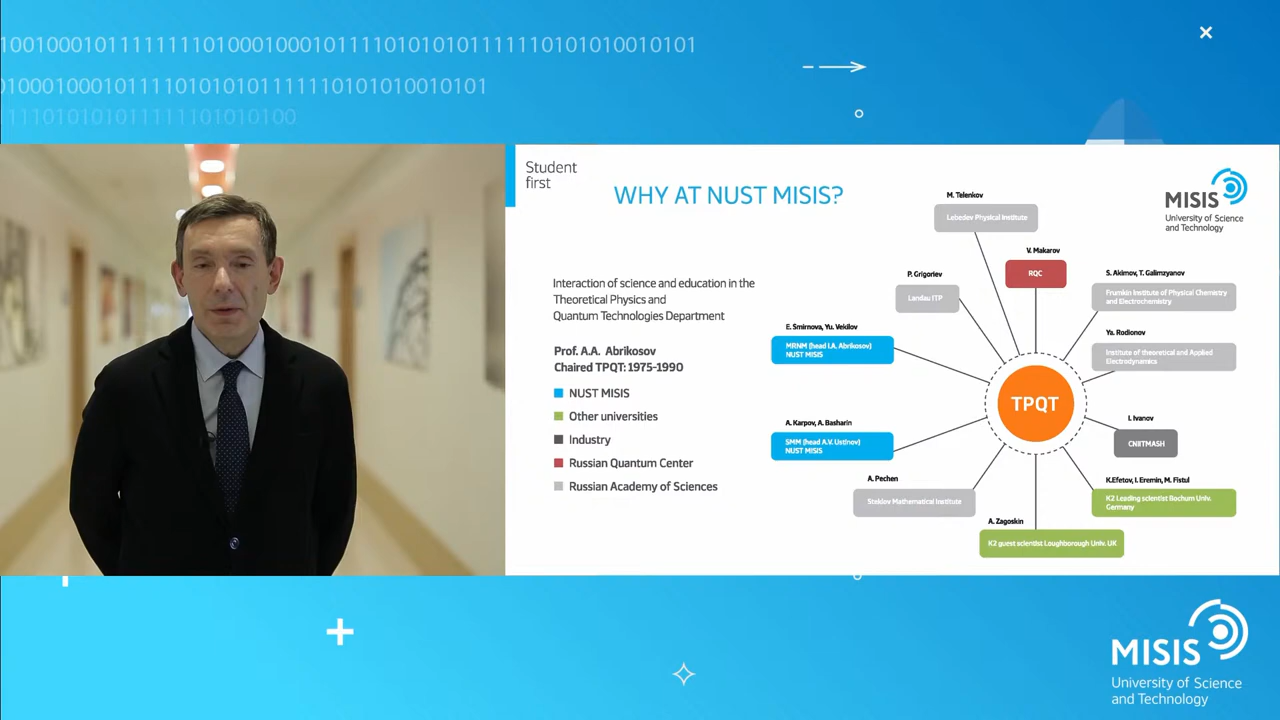 1001000101111111101000100010111101010101011111101010100​10101
0100010001011110101010101111110101010010101
11101010101111101010100
Student
first
WHY AT NUST MISIS?
MISIS
University of Science
and Technology
Interaction of science and education in the
Theoretical Physics and
Quantum Technologies Department
Prof. A.A. Abrikosov
Chaired TPQT: 1975-1990
NUST MISIS
Other universities
Industry
Russian Quantum Center
Russian Academy of Sciences
M. Telenkov
Lebedev Physical Institute
V. Makarov
RQC
P. Grigoriev
Landau ITP
S. Akimov, T. Galimzyanov
Frumkin Institute of Physical Chemistry
and Electrochemistry
E. Smirnova, Yu. Vekilov
MRNM (head I.A. Abrikosov)
NUST MISIS
Ya. Rodionov
Institute of theoretical and Applied
Electrodynamics
TPQT
A. Karpov, A. Basharin
SMM (head A.V. Ustinov)
NUST MISIS
I. Ivanov
CNIITMASH
A. Pechen
Steklov Mathematical Institute
K.Efetov, I. Eremin, M. Fistul
K2 Leading scientist Bochum Univ.
Germany
A. Zagoskin
K2 guest scientist Loughborough Univ. UK
MISIS
University of Science
and Technology